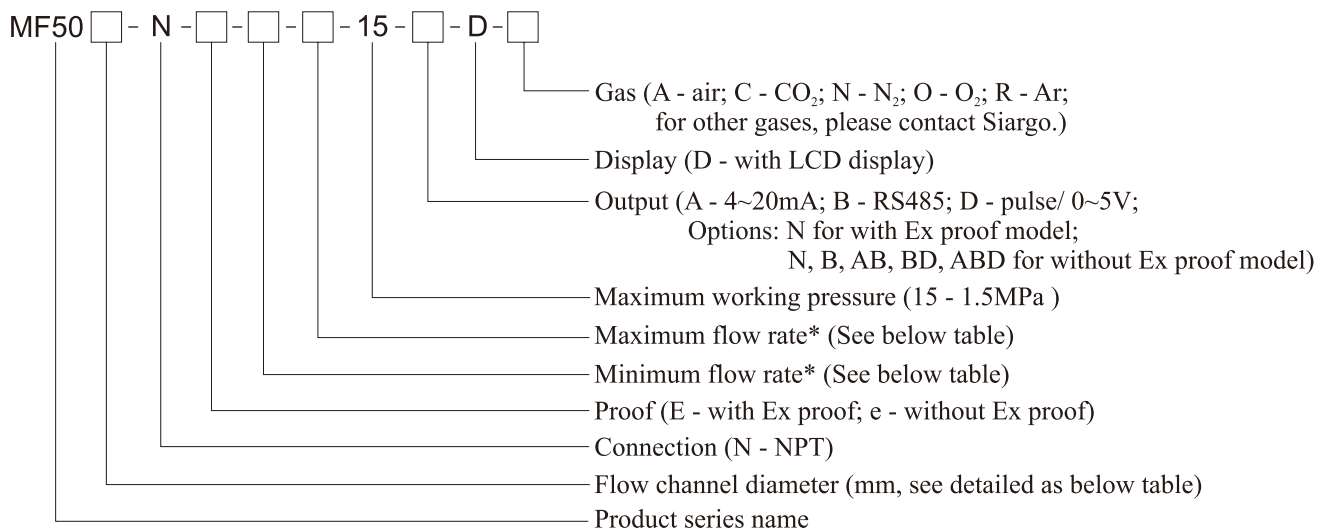 MF50□-N-□-□-□-15-□-D-□
Gas (A - air; C - CO₂; N - N₂; O - O₂; R - Ar;
for other gases, please contact Siargo.)
Display (D - with LCD display)
Output (A - 4~20mA; B - RS485; D - pulse/ 0~5V;
Options: N for with Ex proof model;
N, B, AB, BD, ABD for without Ex proof model)
Maximum working pressure (15 - 1.5MPa )
Maximum flow rate* (See below table)
Minimum flow rate* (See below table)
Proof (E - with Ex proof; e - without Ex proof)
Connection (N - NPT)
Flow channel diameter (mm, see detailed as below table)
Product series name